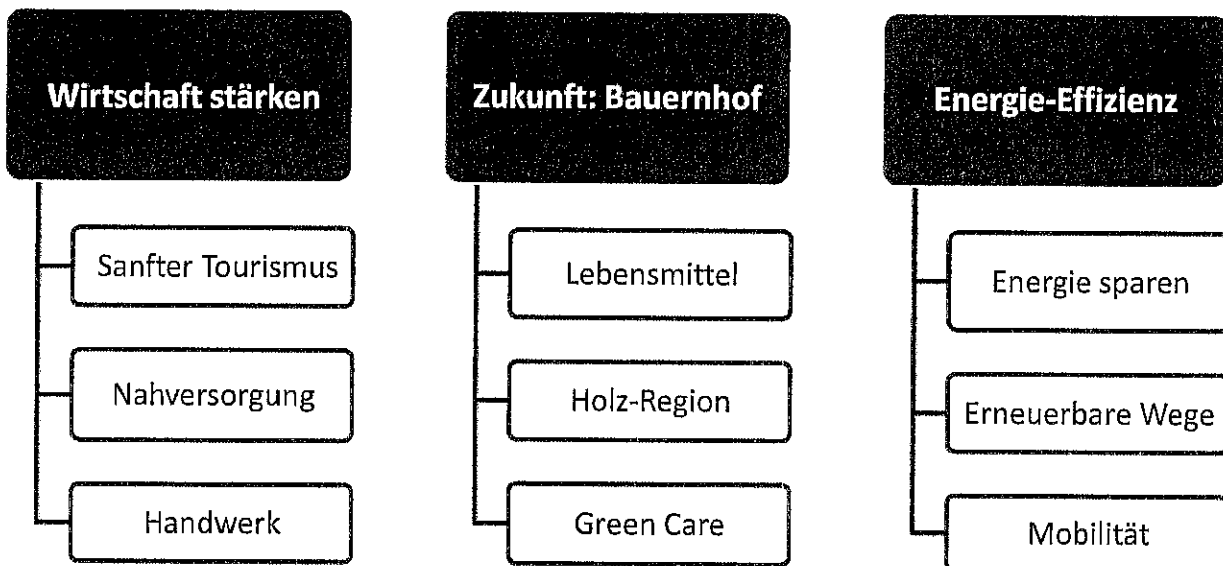 Wirtschaft stärken
Sanfter Tourismus
Nahversorgung
Handwerk
Zukunft: Bauernhof
Lebensmittel
Holz-Region
Green Care
Energie-Effizienz
Energie sparen
Erneuerbare Wege
Mobilität